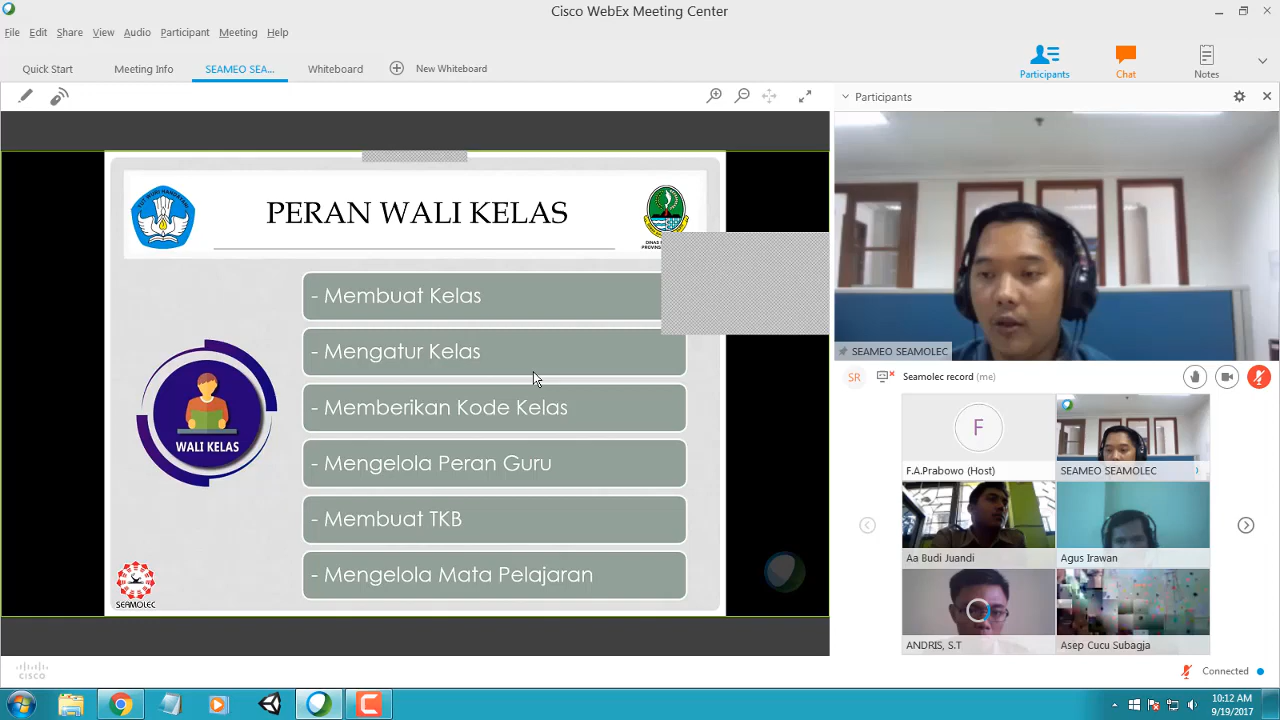 Cisco WebEx Meeting Center
File Edit Share View Audio Participant Meeting Help
Quick Start Meeting Info SEAMEO SEA... Whiteboard New Whiteboard
Participants Chat Notes
Participants
TUT WURI HANDAYANI
PERAN WALI KELAS
- Membuat Kelas
- Mengatur Kelas
- Memberikan Kode Kelas
- Mengelola Peran Guru
- Membuat TKB
- Mengelola Mata Pelajaran
WALI KELAS
SEAMOLEC
SEAMEO SEAMOLEC
SR Seamolec record (me)
F
F.A.Prabowo (Host) SEAMEO SEAMOLEC
Aa Budi Juandi Agus Irawan
ANDRIS, S.T Asep Cucu Subagja
cisco
Connected
10:12 AM
9/19/2017